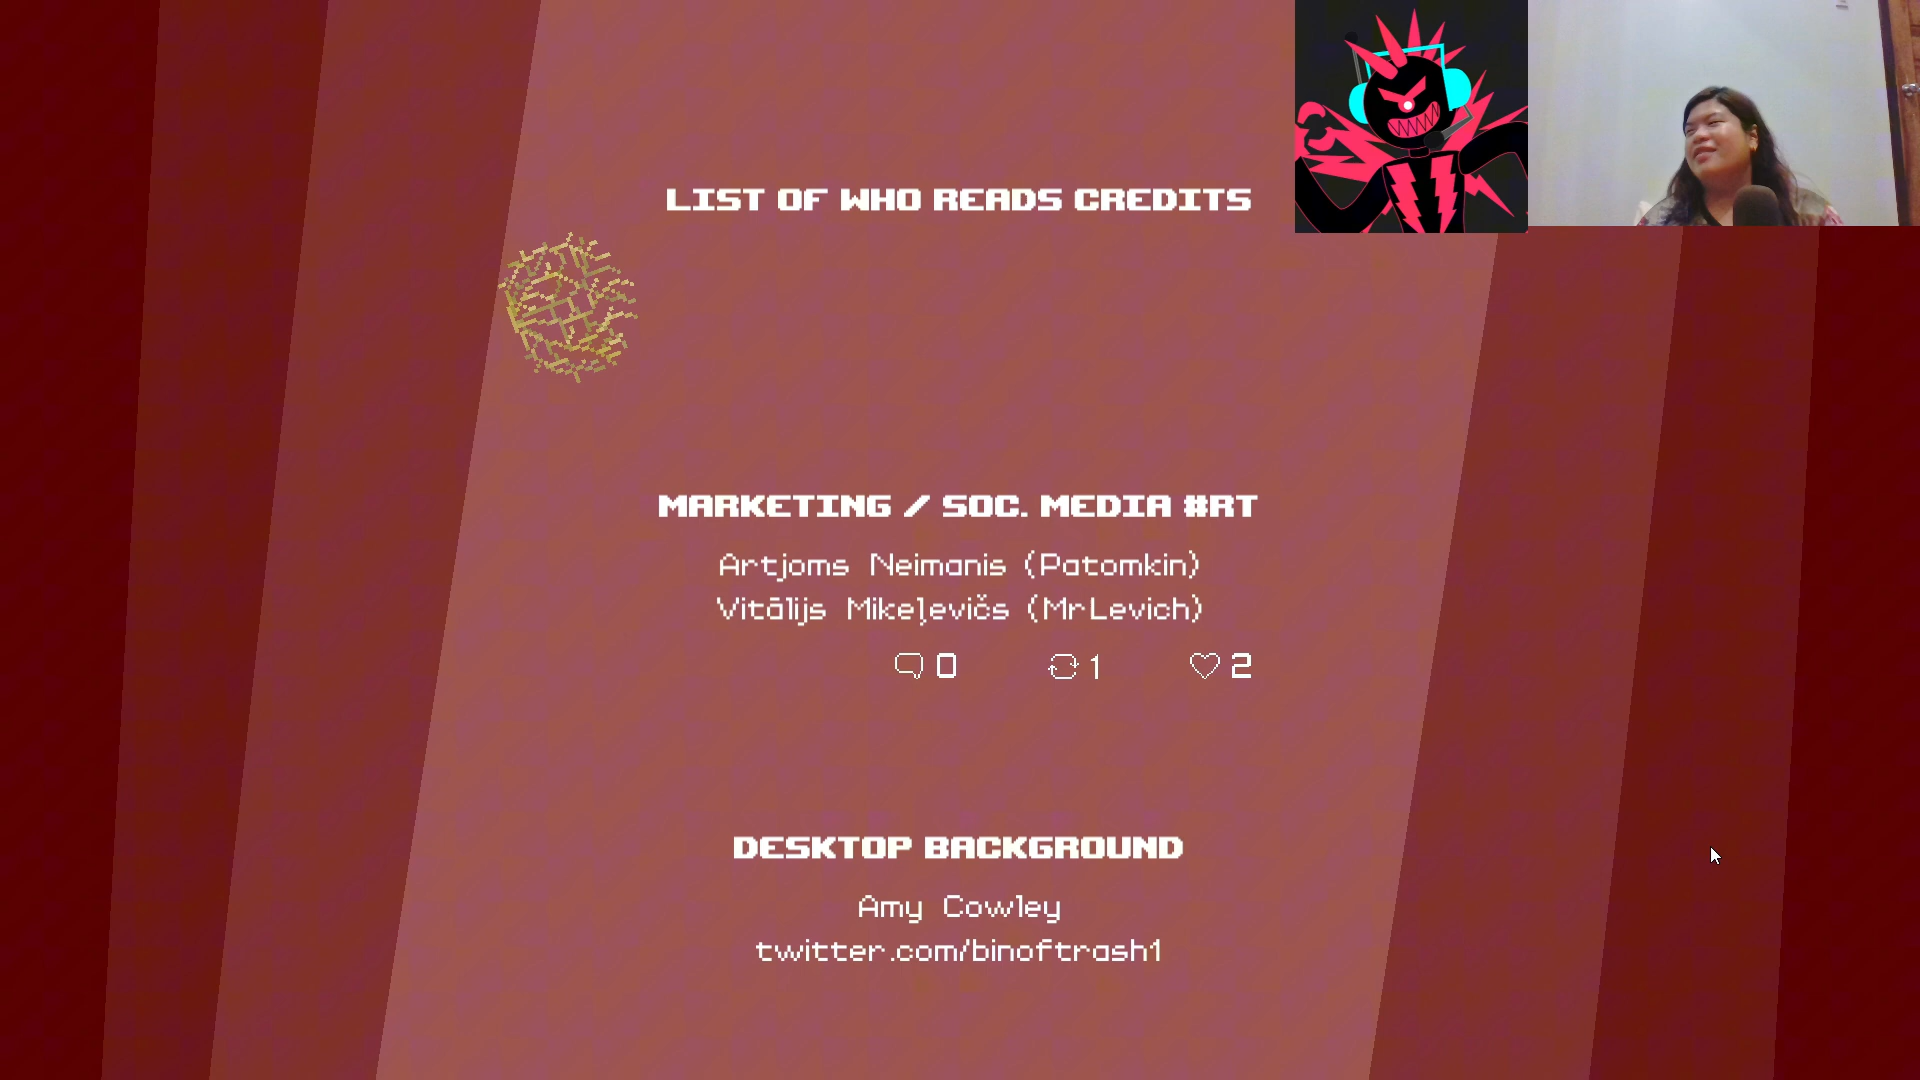 LIST OF WHO READS CREDITS
MARKETING / SOC. MEDIA #RT
Artjoms Neimanis (Patomkin)
Vitālijs Mikeļevičs (MrLevich)
0 1 2
DESKTOP BACKGROUND
Amy Cowley
twitter.com/binoftrash1